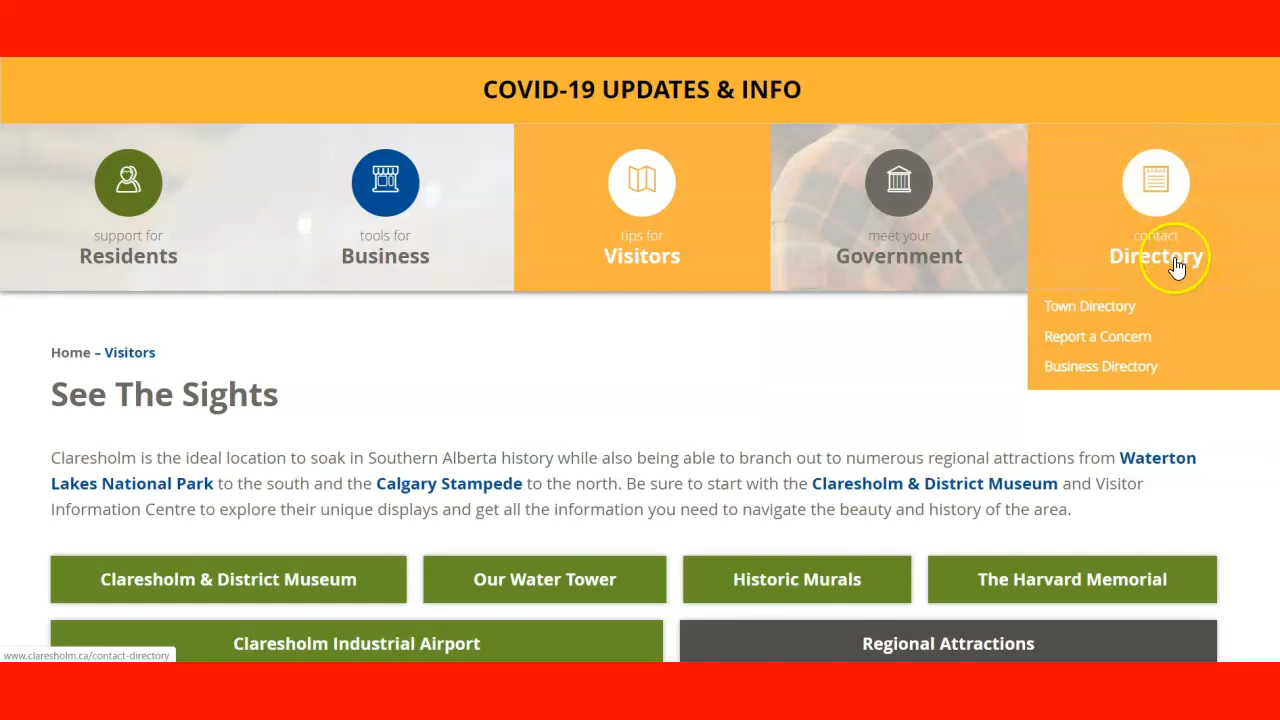 COVID-19 UPDATES & INFO
support for
Residents
tools for
Business
tips for
Visitors
meet your
Government
contact
Directory
Town Directory
Report a Concern
Business Directory
Home – Visitors
See The Sights
Claresholm is the ideal location to soak in Southern Alberta history while also being able to branch out to numerous regional attractions from Waterton
Lakes National Park to the south and the Calgary Stampede to the north. Be sure to start with the Claresholm & District Museum and Visitor
Information Centre to explore their unique displays and get all the information you need to navigate the beauty and history of the area.
Claresholm & District Museum
Our Water Tower
Historic Murals
The Harvard Memorial
Claresholm Industrial Airport
Regional Attractions
www.claresholm.ca/contact-directory